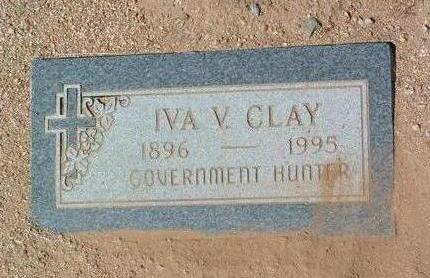 IVA V. CLAY
1896 — 1995
GOVERNMENT HUNTER